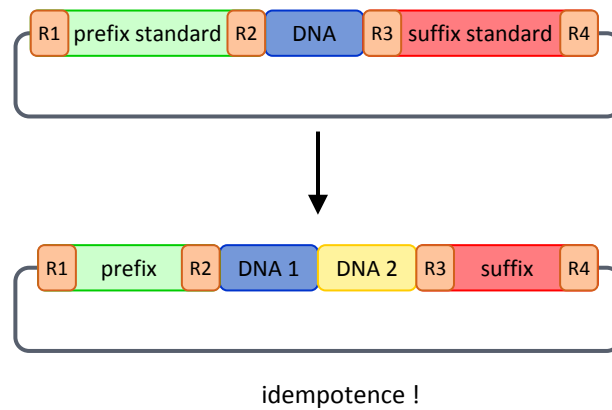 R1 prefix standard R2 DNA R3 suffix standard R4
R1 prefix R2 DNA 1 DNA 2 R3 suffix R4
idempotence !